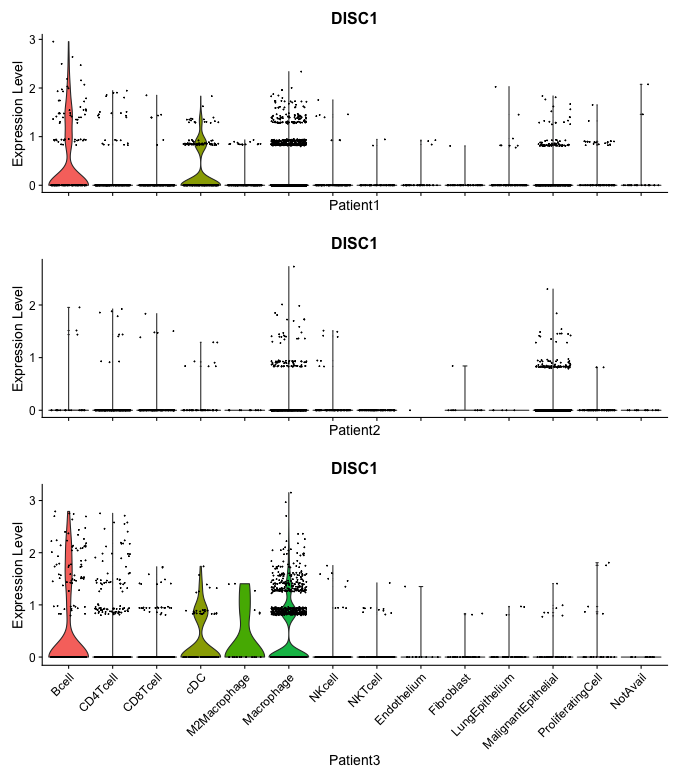 DISC1
3
2
1
0
Expression Level
Patient1
DISC1
2
1
0
Expression Level
Patient2
DISC1
3
2
1
0
Expression Level
Bcell
CD4Tcell
CD8Tcell
cDC
M2Macrophage
Macrophage
NKcell
NKTcell
Endothelium
Fibroblast
LungEpithelium
MalignantEpithelial
ProliferatingCell
NotAvail
Patient3